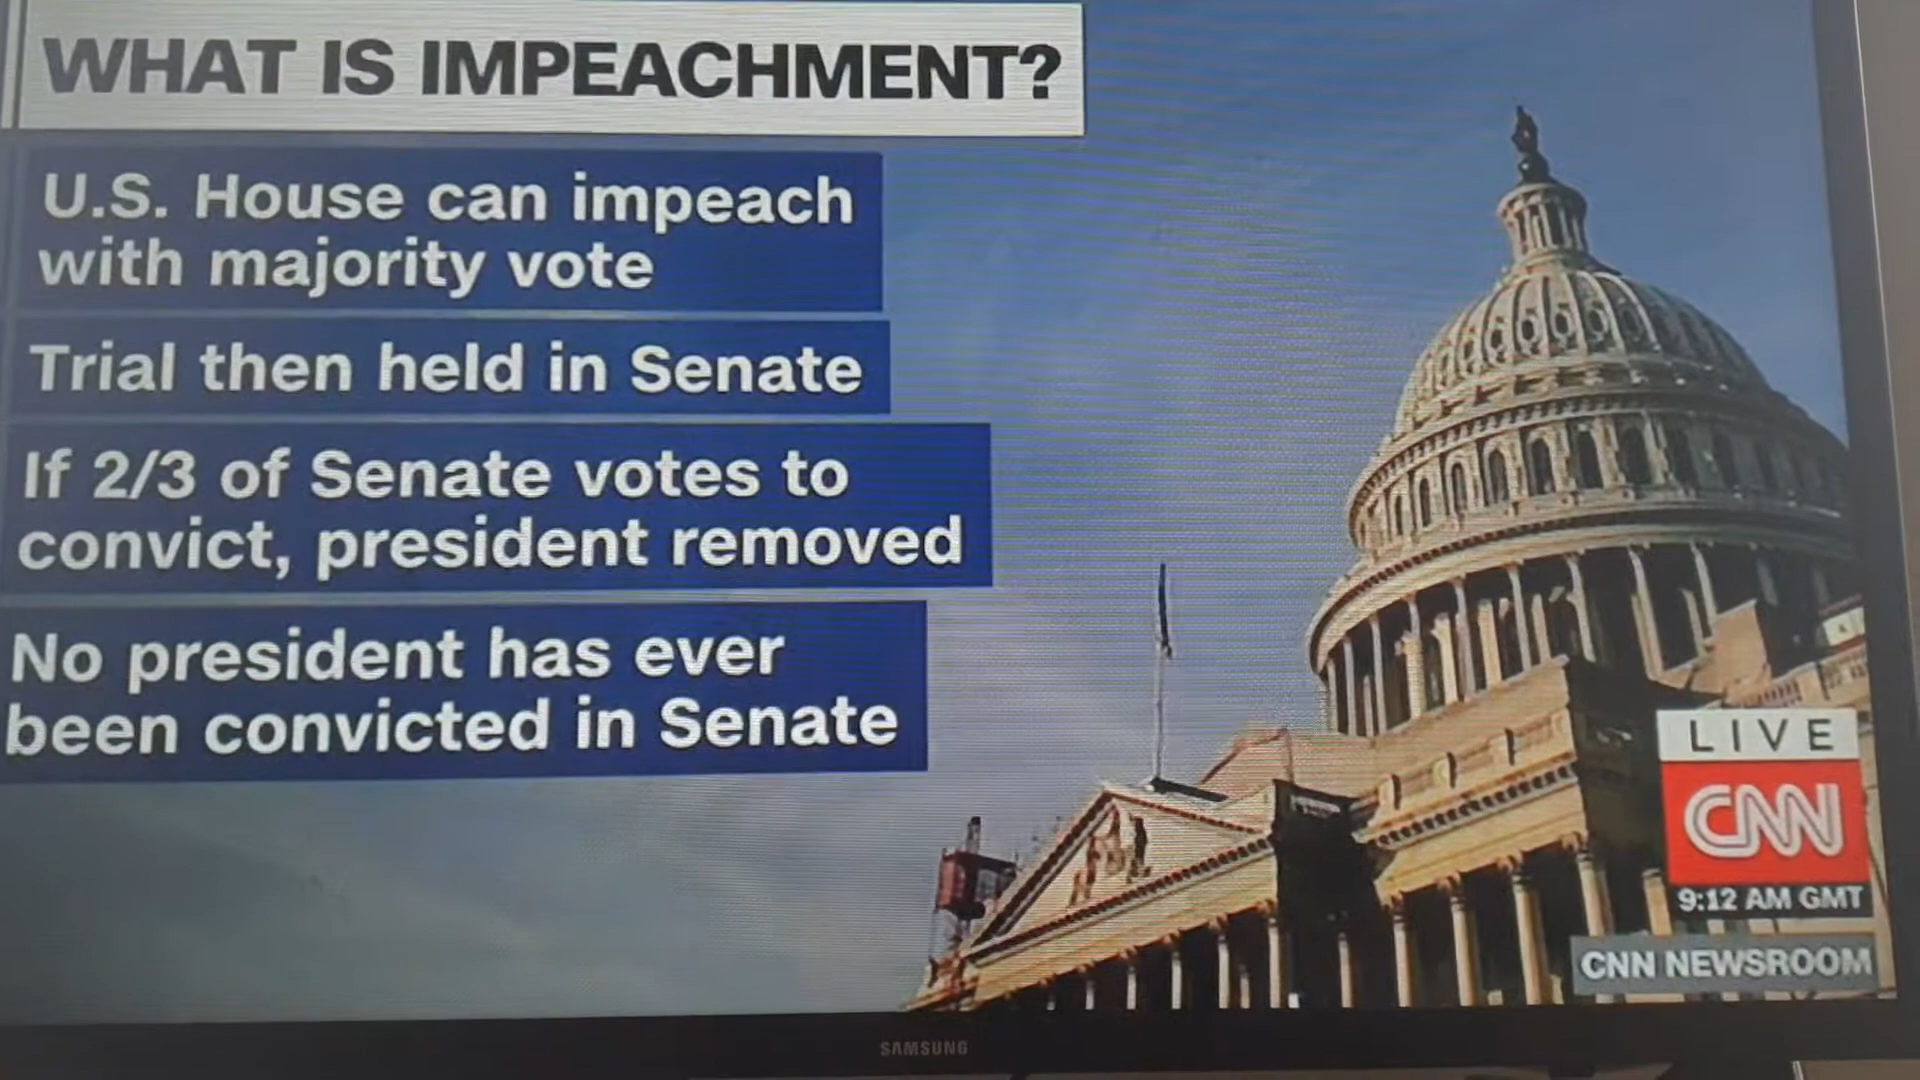 WHAT IS IMPEACHMENT?
U.S. House can impeach
with majority vote
Trial then held in Senate
If 2/3 of Senate votes to
convict, president removed
No president has ever
been convicted in Senate
LIVE
CNN
9:12 AM GMT
CNN NEWSROOM
SAMSUNG